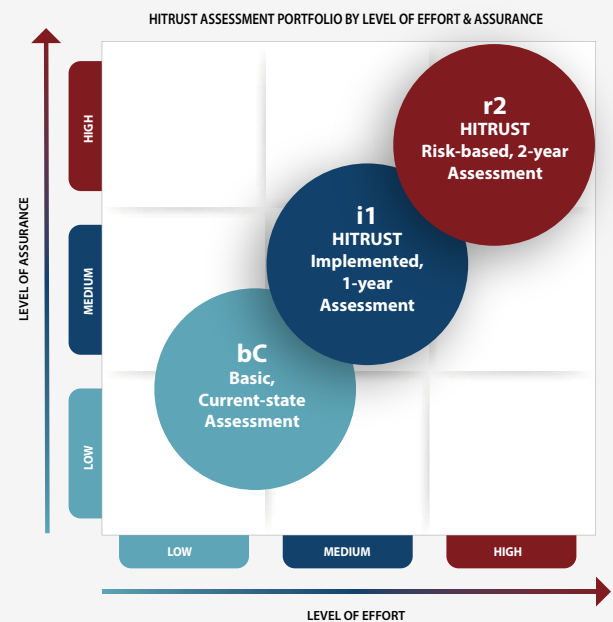 HITRUST ASSESSMENT PORTFOLIO BY LEVEL OF EFFORT & ASSURANCE
LEVEL OF ASSURANCE
HIGH
MEDIUM
LOW
r2
HITRUST
Risk-based, 2-year
Assessment
i1
HITRUST
Implemented,
1-year
Assessment
bC
Basic,
Current-state
Assessment
LOW
MEDIUM
HIGH
LEVEL OF EFFORT